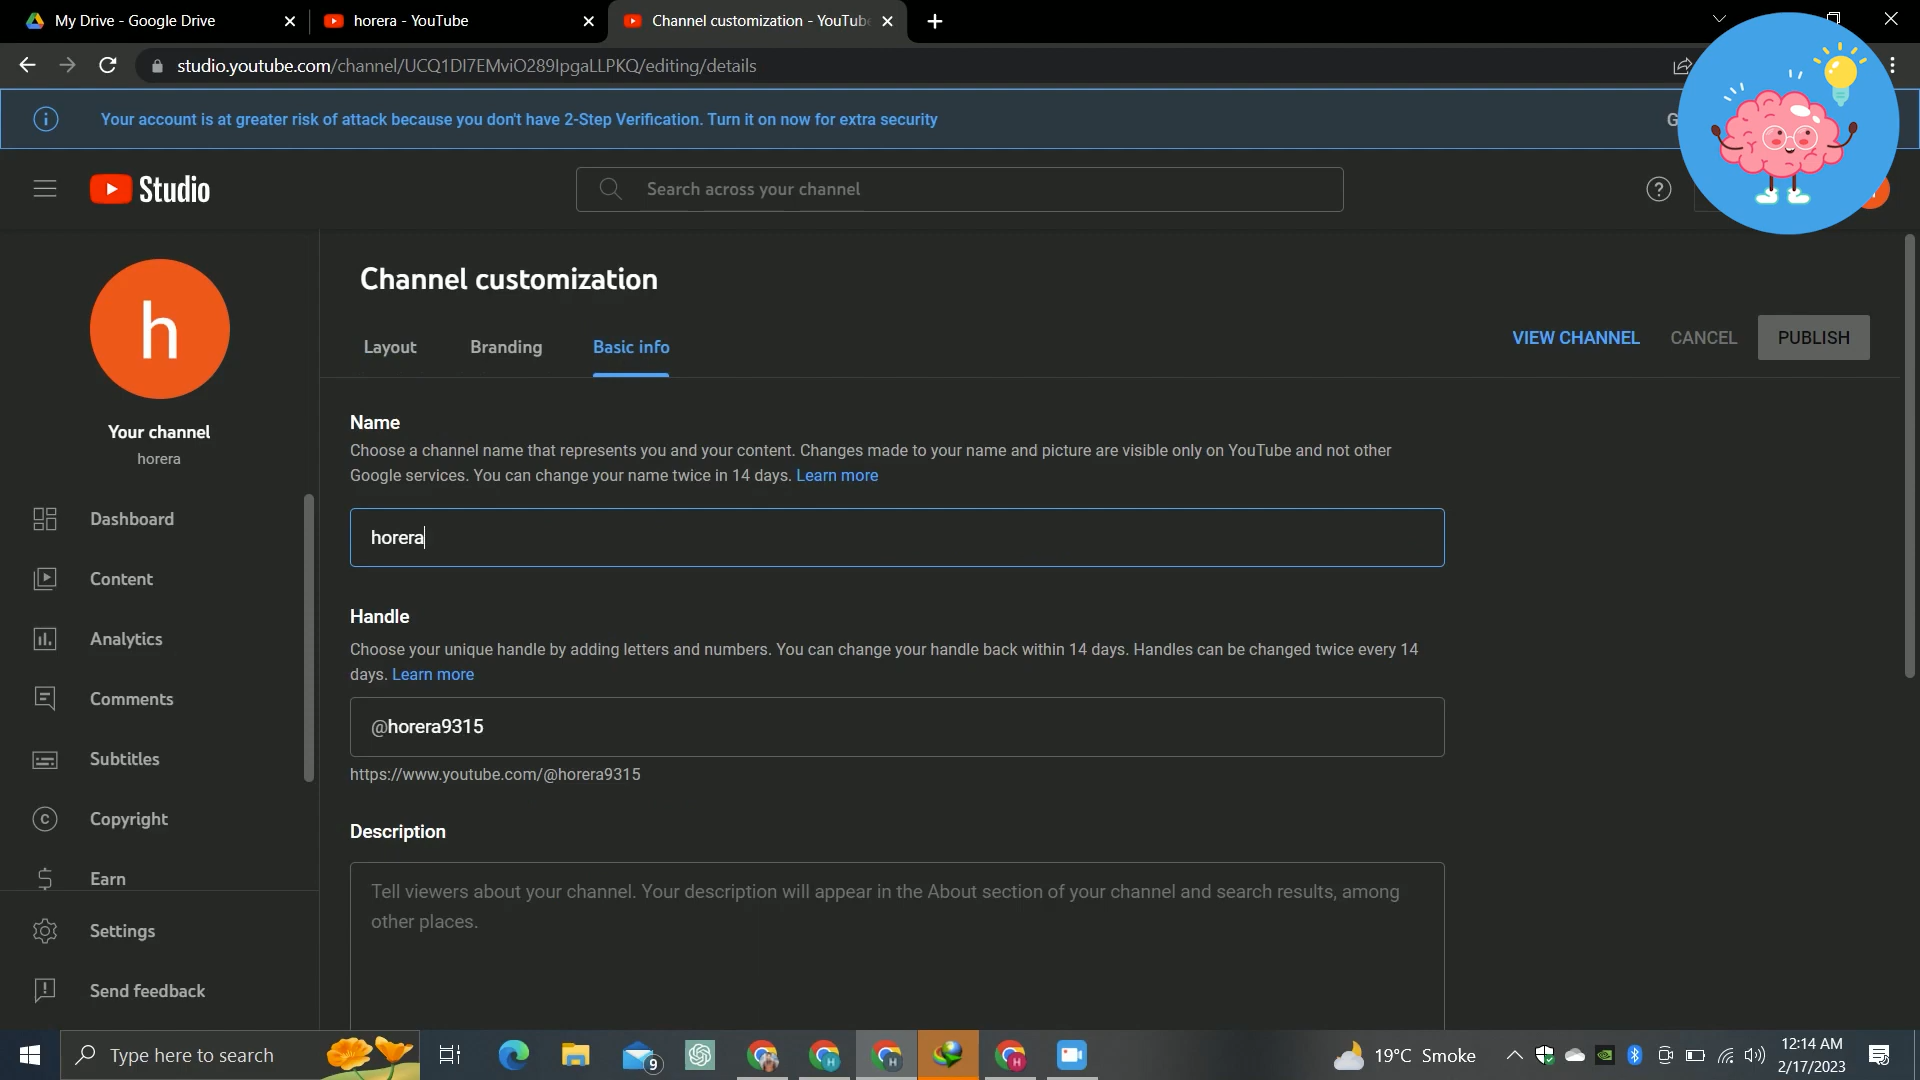 My Drive - Google Drive
horera - YouTube
Channel customization - YouTub
studio.youtube.com/channel/UCQ1DI7EMviO289IpgaLLPKQ/editing/details
Your account is at greater risk of attack because you don't have 2-Step Verification. Turn it on now for extra security
G
Studio
Search across your channel
h
Your channel
horera
Dashboard
Content
Analytics
Comments
Subtitles
Copyright
Earn
Settings
Send feedback
Channel customization
Layout
Branding
Basic info
VIEW CHANNEL
CANCEL
PUBLISH
Name
Choose a channel name that represents you and your content. Changes made to your name and picture are visible only on YouTube and not other
Google services. You can change your name twice in 14 days. Learn more
horera
Handle
Choose your unique handle by adding letters and numbers. You can change your handle back within 14 days. Handles can be changed twice every 14
days. Learn more
@horera9315
https://www.youtube.com/@horera9315
Description
Tell viewers about your channel. Your description will appear in the About section of your channel and search results, among
other places.
Type here to search
9
H
H
H
19°C Smoke
12:14 AM
2/17/2023